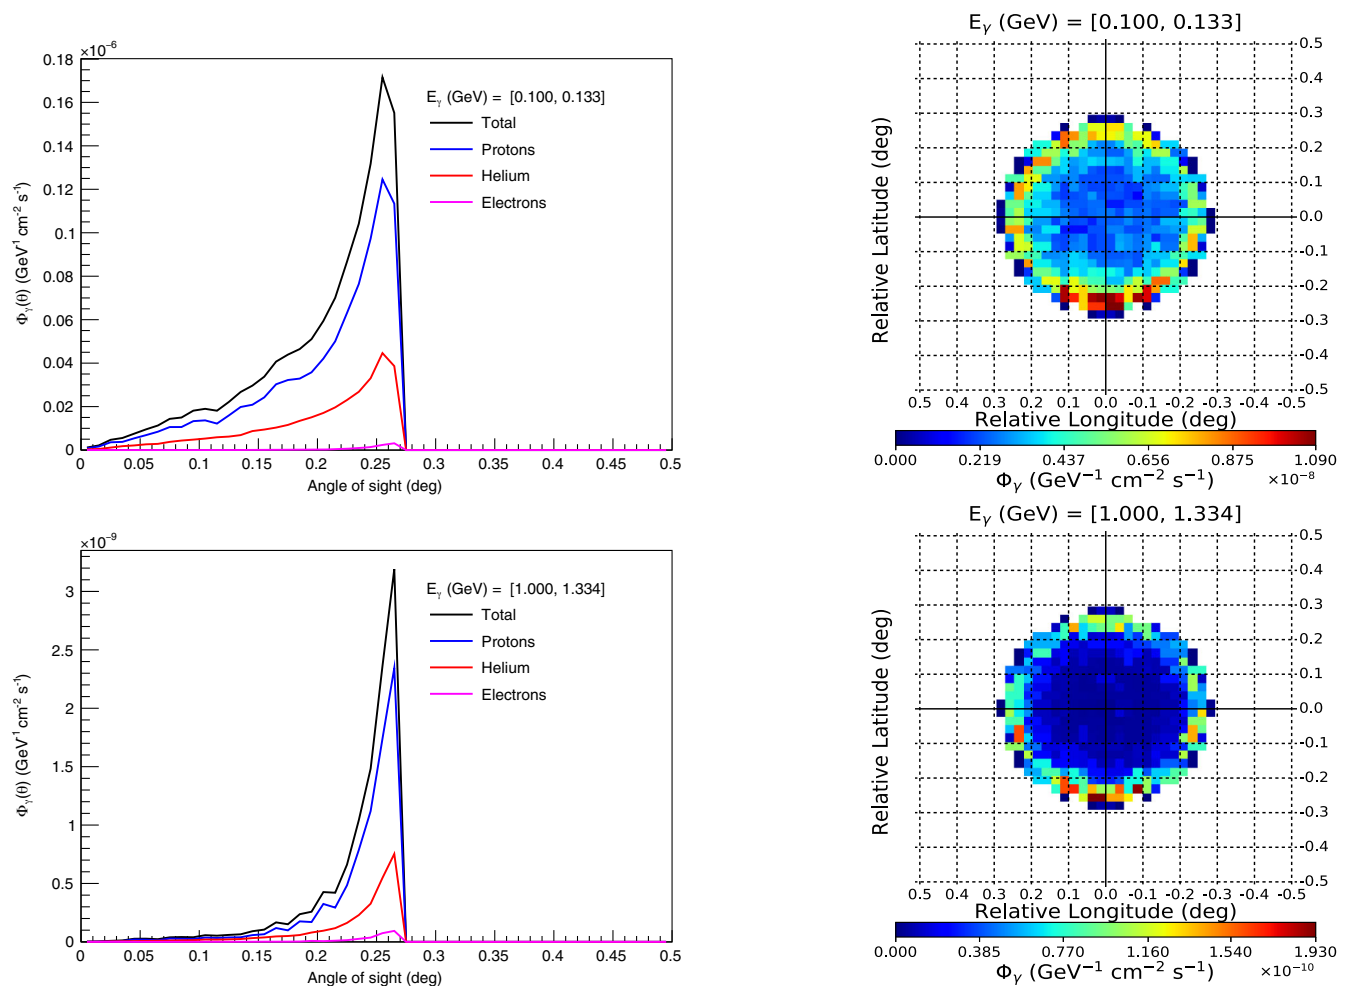 ×10⁻⁶
0.18
0.16
0.14
0.12
0.1
0.08
0.06
0.04
0.02
0
Φγ(θ) (GeV⁻¹ cm⁻² s⁻¹)
Eγ (GeV) = [0.100, 0.133]
Total
Protons
Helium
Electrons
0 0.05 0.1 0.15 0.2 0.25 0.3 0.35 0.4 0.45 0.5
Angle of sight (deg)
Eγ (GeV) = [0.100, 0.133]
0.5
0.4
0.3
0.2
0.1
0.0
-0.1
-0.2
-0.3
-0.4
-0.5
Relative Latitude (deg)
0.5 0.4 0.3 0.2 0.1 0.0 -0.1 -0.2 -0.3 -0.4 -0.5
Relative Longitude (deg)
0.000 0.219 0.437 0.656 0.875 1.090
Φγ (GeV⁻¹ cm⁻² s⁻¹) ×10⁻⁸
×10⁻⁹
3
2.5
2
1.5
1
0.5
0
Φγ(θ) (GeV⁻¹ cm⁻² s⁻¹)
Eγ (GeV) = [1.000, 1.334]
Total
Protons
Helium
Electrons
0 0.05 0.1 0.15 0.2 0.25 0.3 0.35 0.4 0.45 0.5
Angle of sight (deg)
Eγ (GeV) = [1.000, 1.334]
0.5
0.4
0.3
0.2
0.1
0.0
-0.1
-0.2
-0.3
-0.4
-0.5
Relative Latitude (deg)
0.5 0.4 0.3 0.2 0.1 0.0 -0.1 -0.2 -0.3 -0.4 -0.5
Relative Longitude (deg)
0.000 0.385 0.770 1.160 1.540 1.930
Φγ (GeV⁻¹ cm⁻² s⁻¹) ×10⁻¹⁰